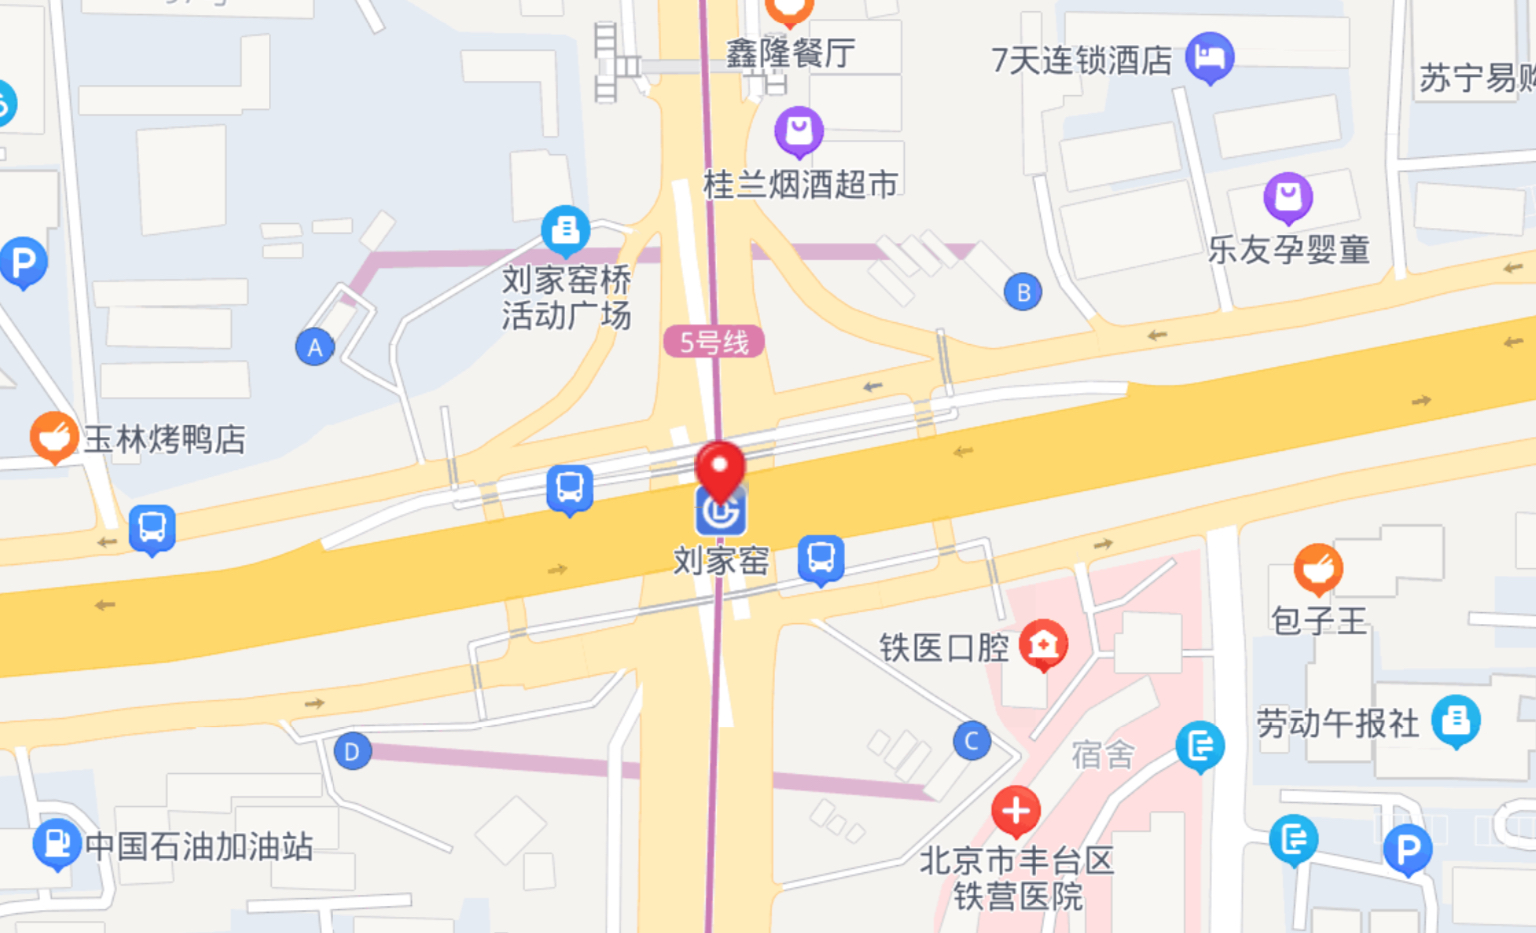 鑫隆餐厅
7天连锁酒店
苏宁易购
桂兰烟酒超市
乐友孕婴童
P
刘家窑桥
活动广场
B
A
5号线
玉林烤鸭店
刘家窑
包子王
铁医口腔
劳动午报社
D
C
宿舍
中国石油加油站
P
北京市丰台区
铁营医院